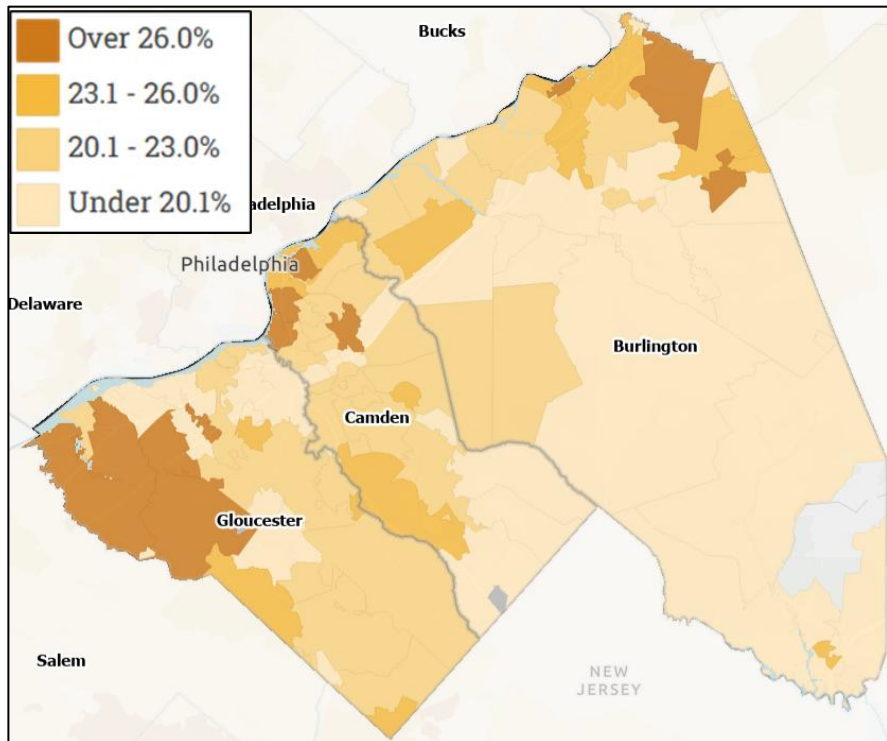 Over 26.0%
23.1 - 26.0%
20.1 - 23.0%
Under 20.1%
Bucks
adelphia
Philadelphia
Delaware
Burlington
Camden
Gloucester
Salem
NEW
JERSEY